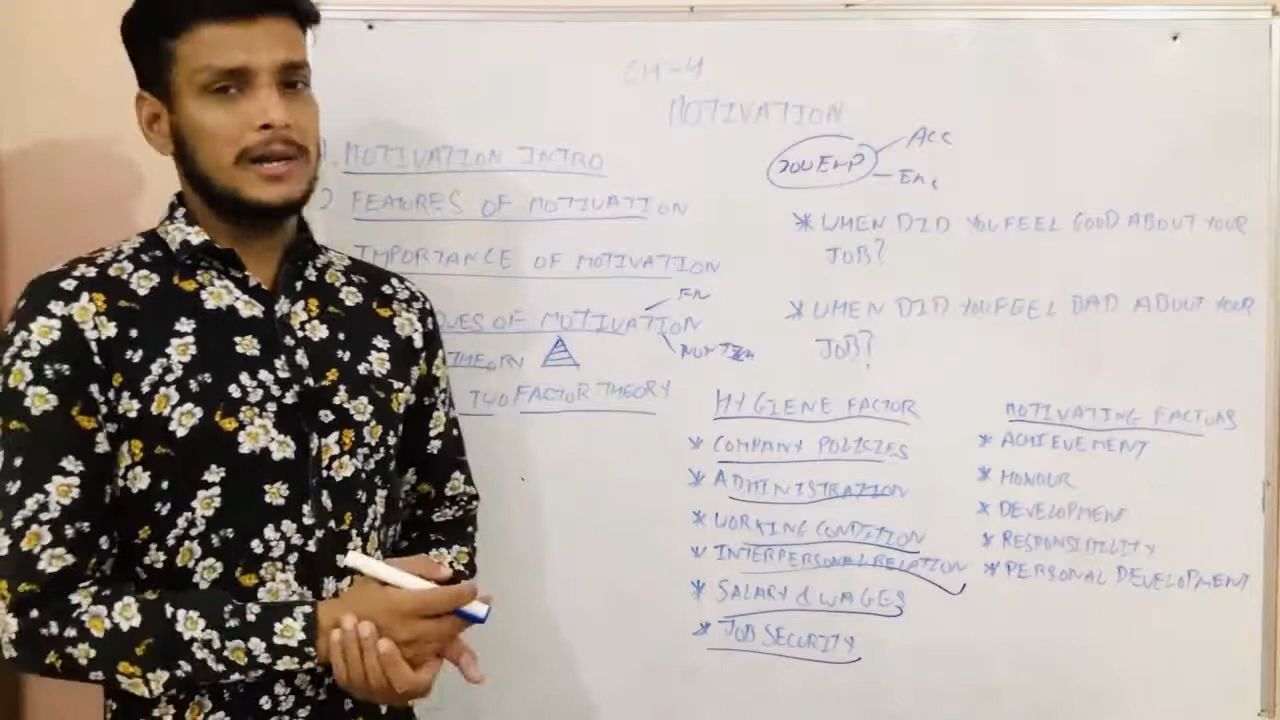 CH-4
MOTIVATION
1. MOTIVATION INTRO
FEATURES OF MOTIVATION
IMPORTANCE OF MOTIVATION
QUES OF MOTIVATION
THEORY
TWO FACTOR THEORY
200 EMP
ACC
* WHEN DID YOU FEEL GOOD ABOUT YOUR
JOB?
* WHEN DID YOU FEEL BAD ABOUT YOUR
JOB?
HYGIENE FACTOR
* COMPANY POLICIES
* ADMINISTRATION
* WORKING CONDITION
* INTERPERSONAL RELATION
* SALARY & WAGES
* JOB SECURITY
MOTIVATING FACTORS
* ACHIEVEMENT
* HONOUR
* DEVELOPMENT
* RESPONSIBILITY
* PERSONAL DEVELOPMENT